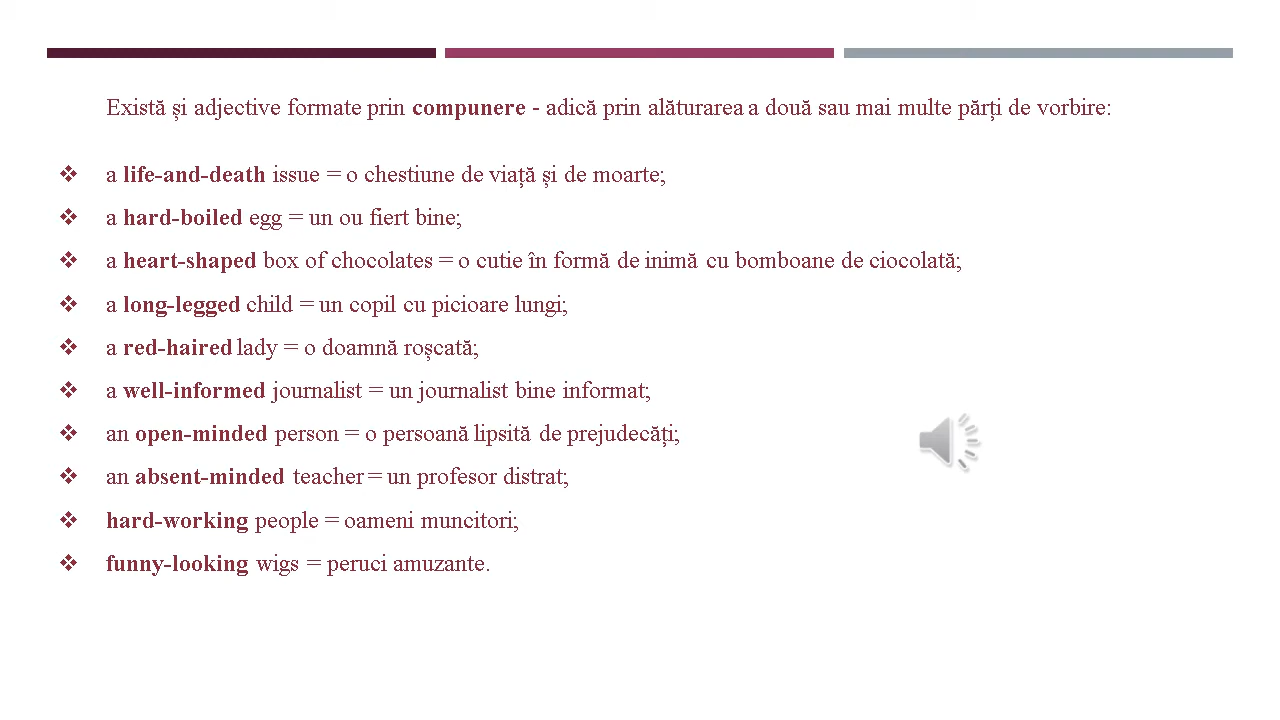 Există și adjective formate prin compunere - adică prin alăturarea a două sau mai multe părți de vorbire:
❖ a life-and-death issue = o chestiune de viață și de moarte;
❖ a hard-boiled egg = un ou fiert bine;
❖ a heart-shaped box of chocolates = o cutie în formă de inimă cu bomboane de ciocolată;
❖ a long-legged child = un copil cu picioare lungi;
❖ a red-haired lady = o doamnă roșcată;
❖ a well-informed journalist = un journalist bine informat;
❖ an open-minded person = o persoană lipsită de prejudecăți;
❖ an absent-minded teacher = un profesor distrat;
❖ hard-working people = oameni muncitori;
❖ funny-looking wigs = peruci amuzante.